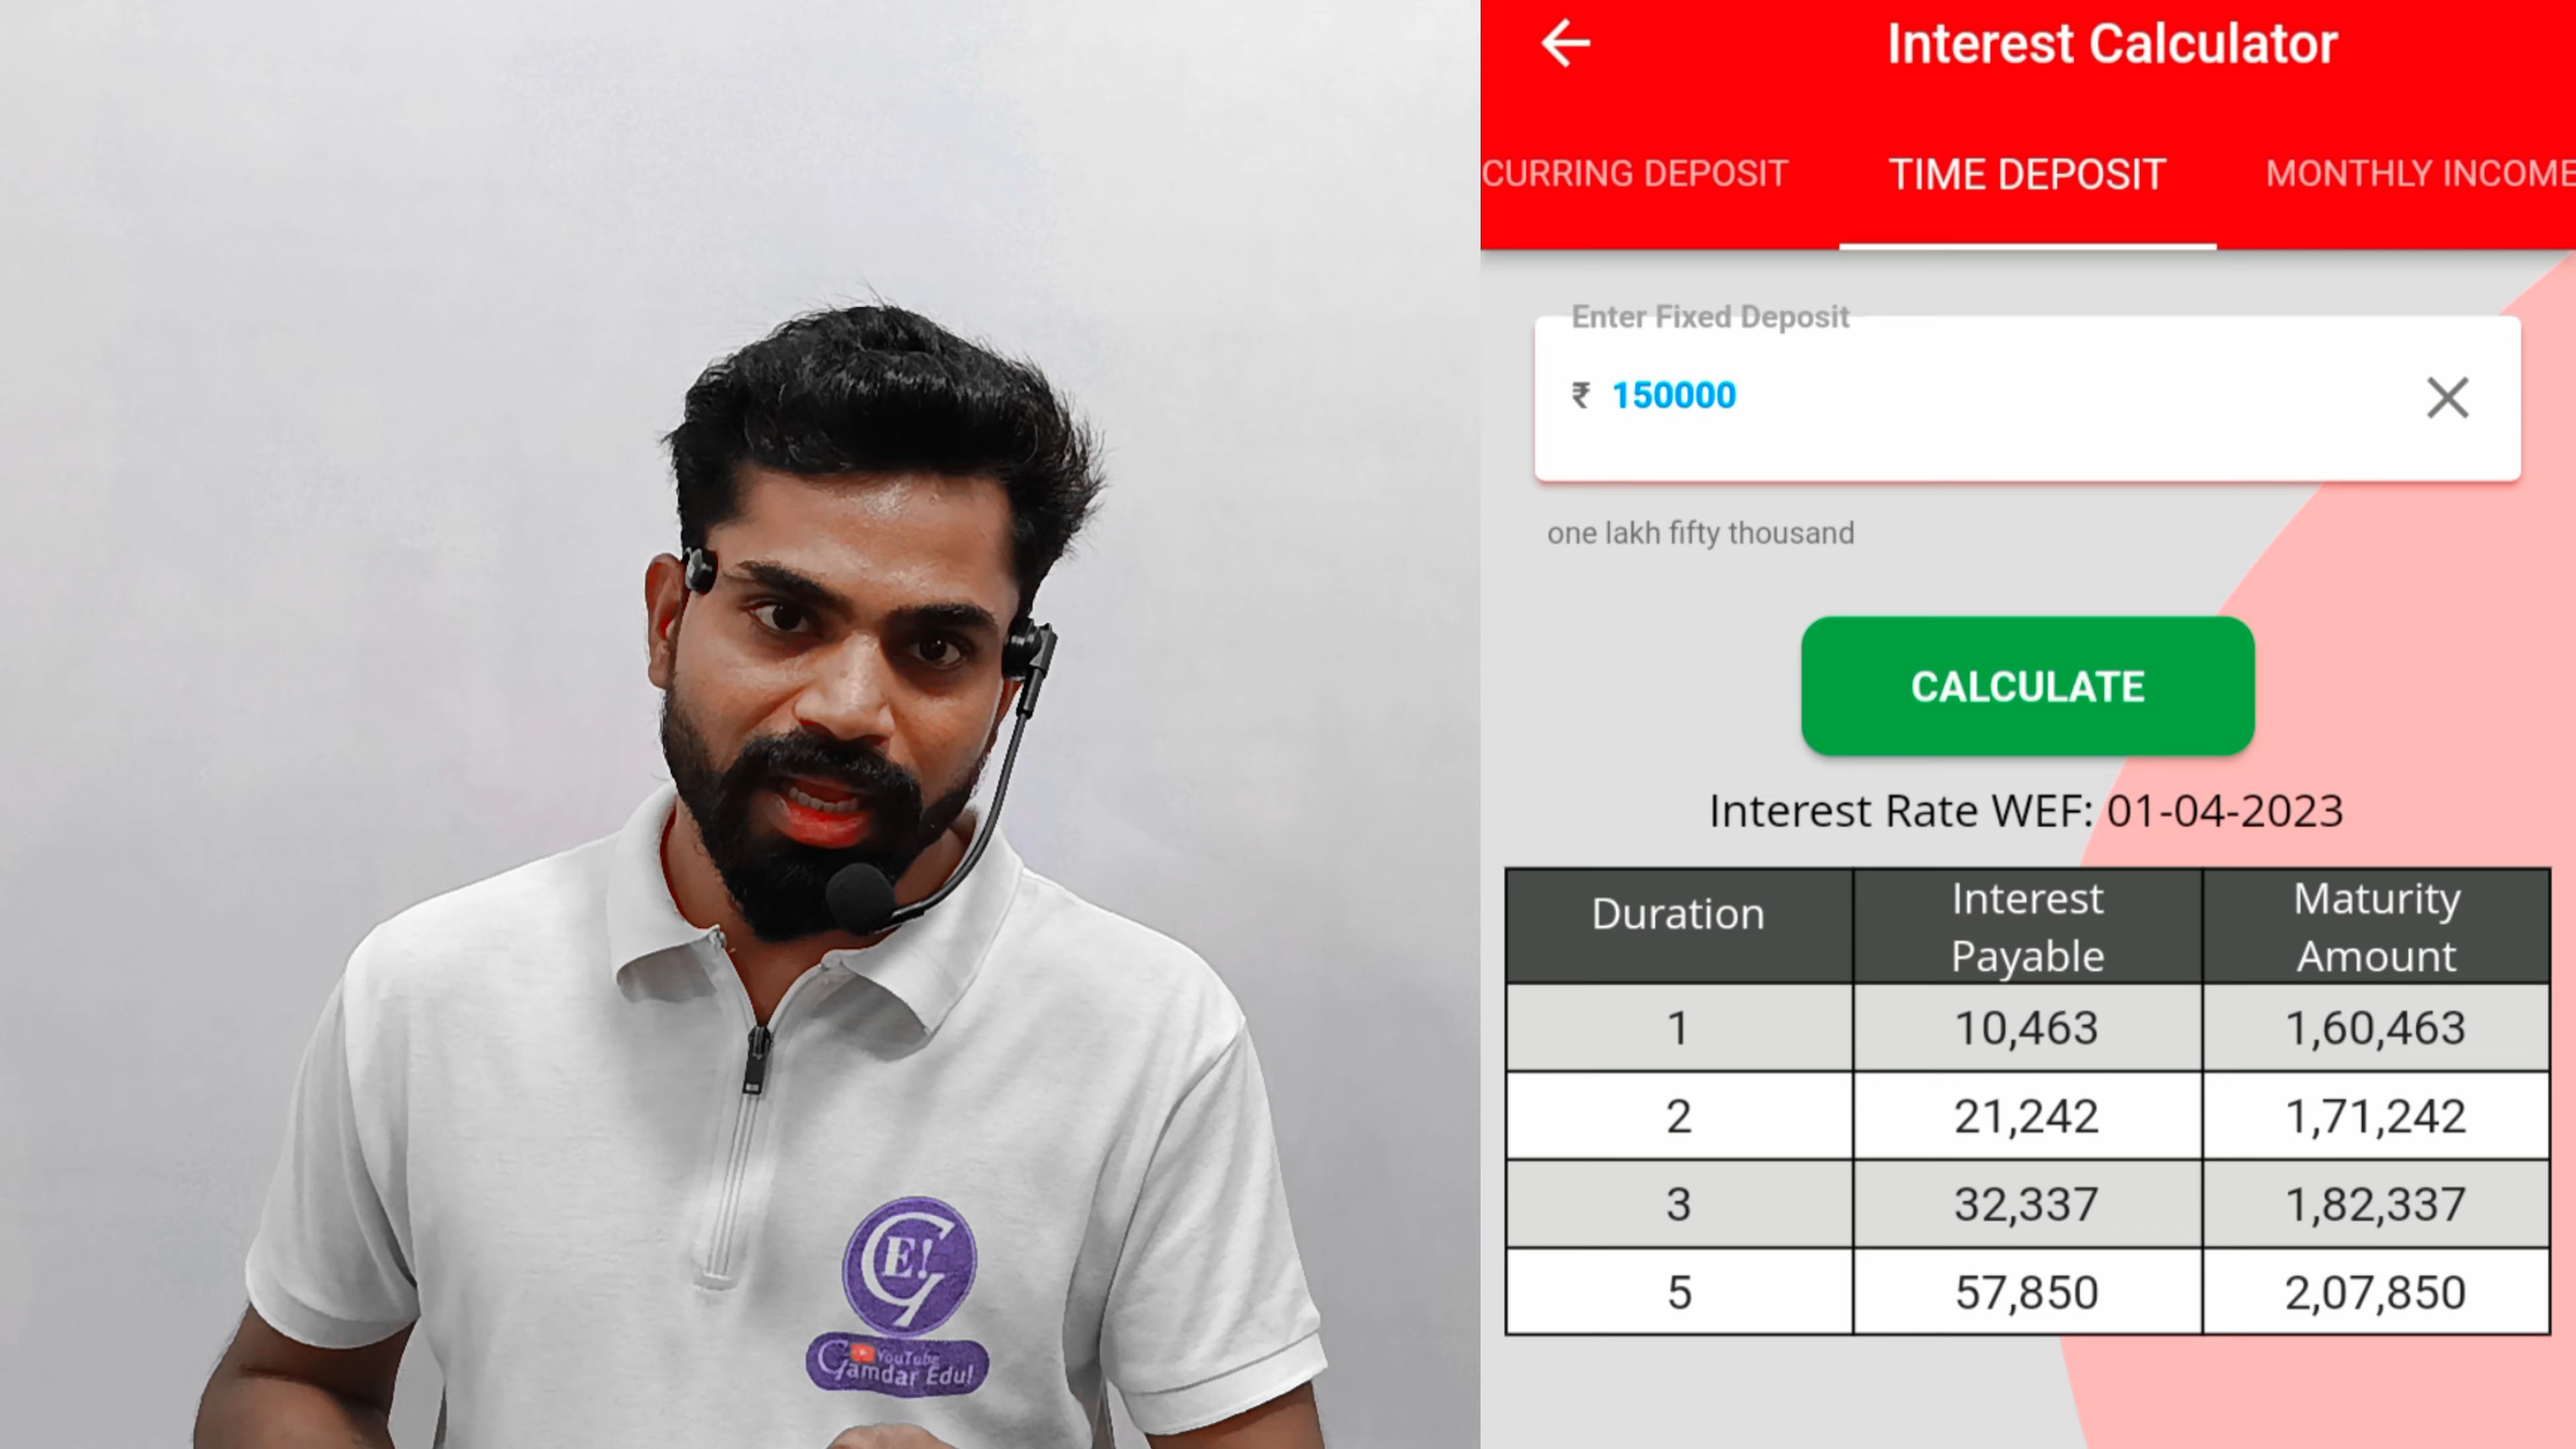 Interest Calculator
CURRING DEPOSIT TIME DEPOSIT MONTHLY INCOME
Enter Fixed Deposit
₹ 150000
one lakh fifty thousand
CALCULATE
Interest Rate WEF: 01-04-2023
Duration Interest Payable Maturity Amount
1 10,463 1,60,463
2 21,242 1,71,242
3 32,337 1,82,337
5 57,850 2,07,850
GE!
YouTube
Gamdar Edu!